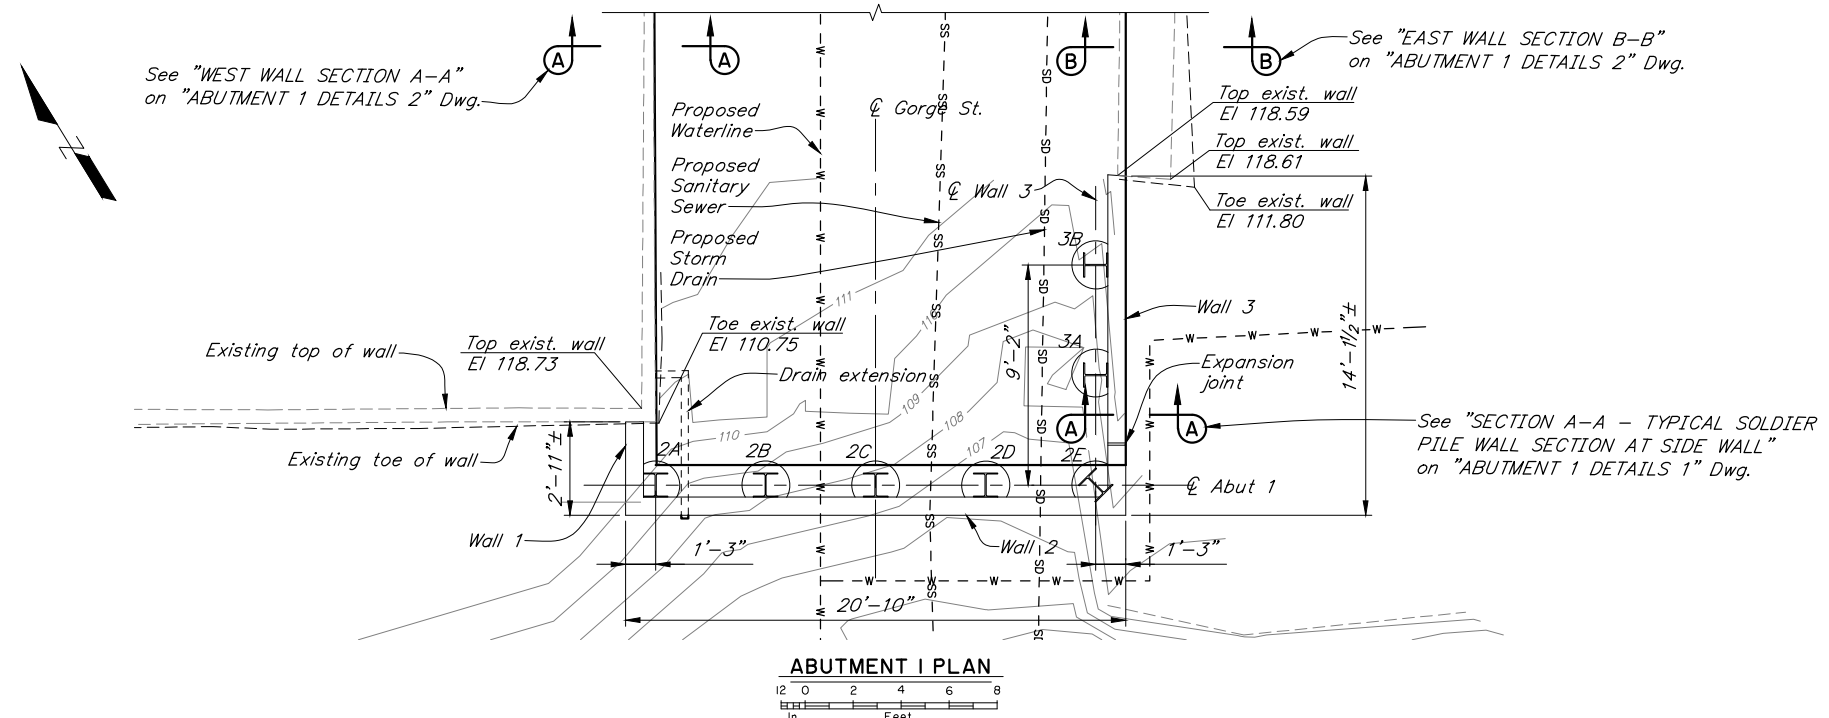 See "WEST WALL SECTION A-A"
on "ABUTMENT 1 DETAILS 2" Dwg.
A
A
B
B
See "EAST WALL SECTION B-B"
on "ABUTMENT 1 DETAILS 2" Dwg.
N
Proposed
Waterline
℄ Gorge St.
Top exist. wall
El 118.59
Top exist. wall
El 118.61
Toe exist. wall
El 111.80
Proposed
Sanitary
Sewer
℄ Wall 3
Proposed
Storm
Drain
3B
111
110
Wall 3
Existing top of wall
Top exist. wall
El 118.73
Toe exist. wall
El 110.75
Drain extension
9'-2"
3A
14'-1½"±
Expansion
joint
109
108
107
110
A
A
See "SECTION A-A - TYPICAL SOLDIER
PILE WALL SECTION AT SIDE WALL"
on "ABUTMENT 1 DETAILS 1" Dwg.
Existing toe of wall
2'-11"±
2A
2B
2C
2D
2E
℄ Abut 1
Wall 1
1'-3"
Wall 2
1'-3"
W
SS
SD
20'-10"
ABUTMENT 1 PLAN
12 0 2 4 6 8
In
Feet